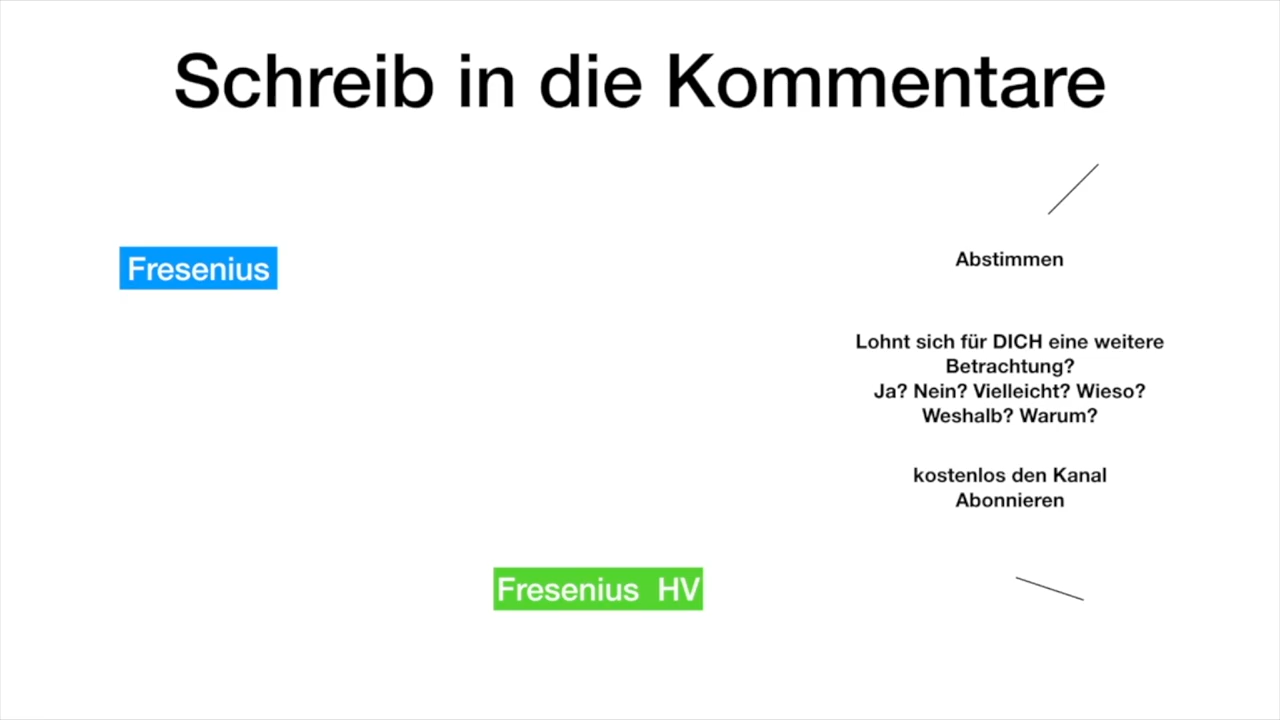 Schreib in die Kommentare
Fresenius
Abstimmen
Lohnt sich für DICH eine weitere
Betrachtung?
Ja? Nein? Vielleicht? Wieso?
Weshalb? Warum?
kostenlos den Kanal
Abonnieren
Fresenius HV